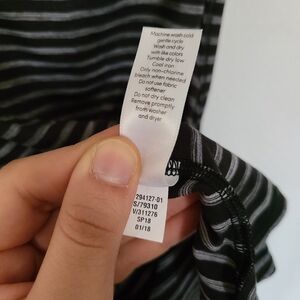 Machine wash cold
gentle cycle
Wash and dry
with like colors
Tumble dry low
Cool iron
Only non-chlorine
bleach when needed
Do not use fabric
softener
Do not dry clean
Remove promptly
from washer
and dryer
294127-01
S/79310
V/311276
SP18
01/18